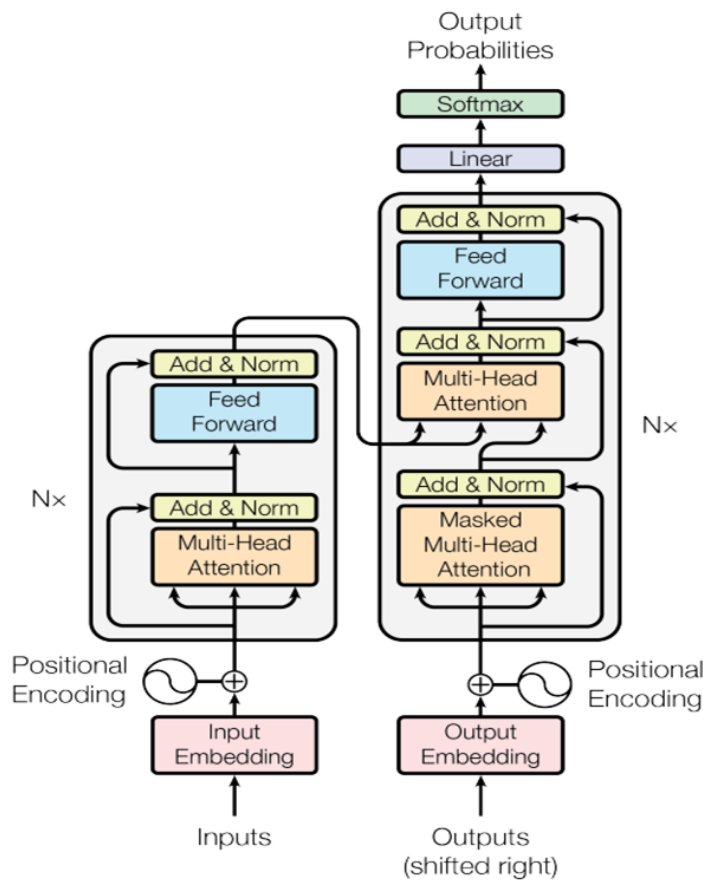 Output
Probabilities
Softmax
Linear
Add & Norm
Feed
Forward
Add & Norm
Multi-Head
Attention
Nx
Add & Norm
Masked
Multi-Head
Attention
Add & Norm
Feed
Forward
Nx
Add & Norm
Multi-Head
Attention
Positional
Encoding
Positional
Encoding
Input
Embedding
Output
Embedding
Inputs
Outputs
(shifted right)